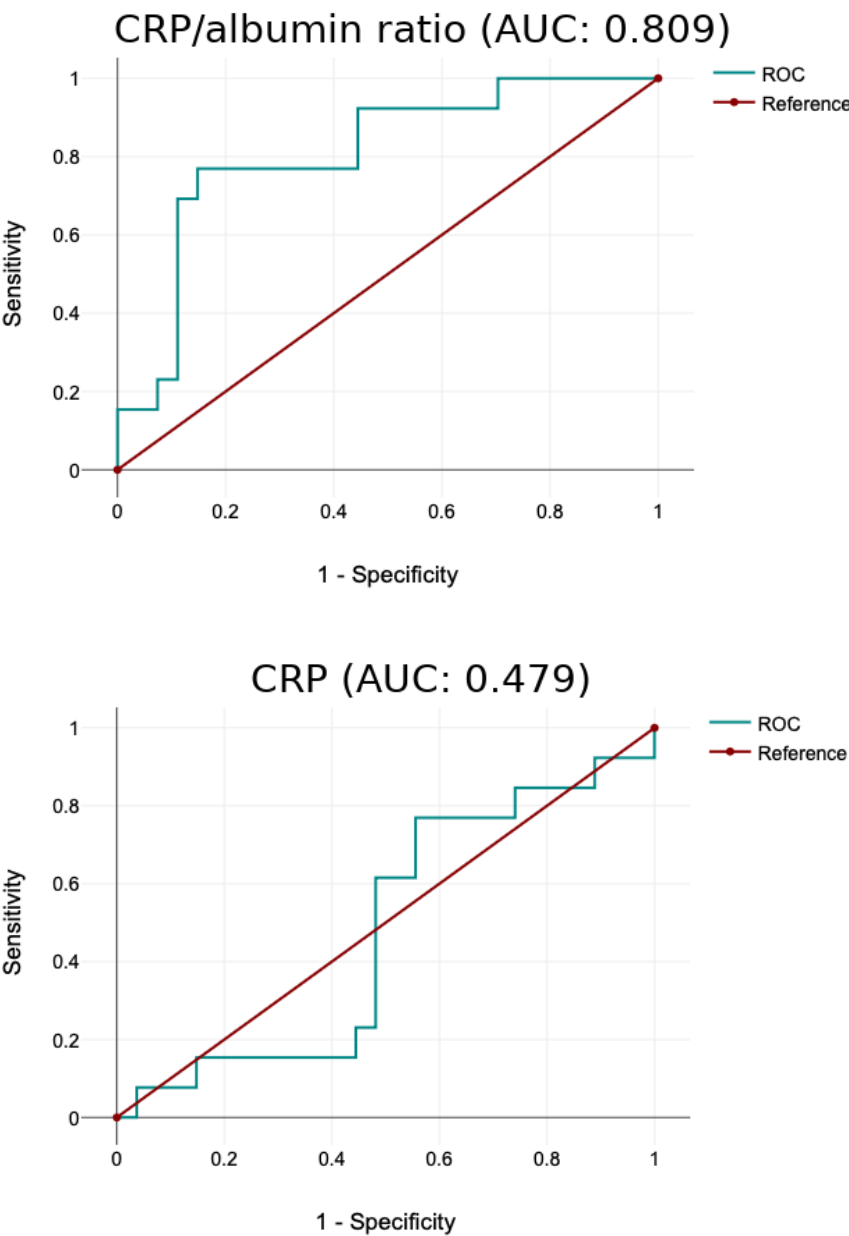 CRP/albumin ratio (AUC: 0.809)
ROC
Reference
1
0.8
0.6
0.4
0.2
0
Sensitivity
0 0.2 0.4 0.6 0.8 1
1 - Specificity
CRP (AUC: 0.479)
ROC
Reference
1
0.8
0.6
0.4
0.2
0
Sensitivity
0 0.2 0.4 0.6 0.8 1
1 - Specificity